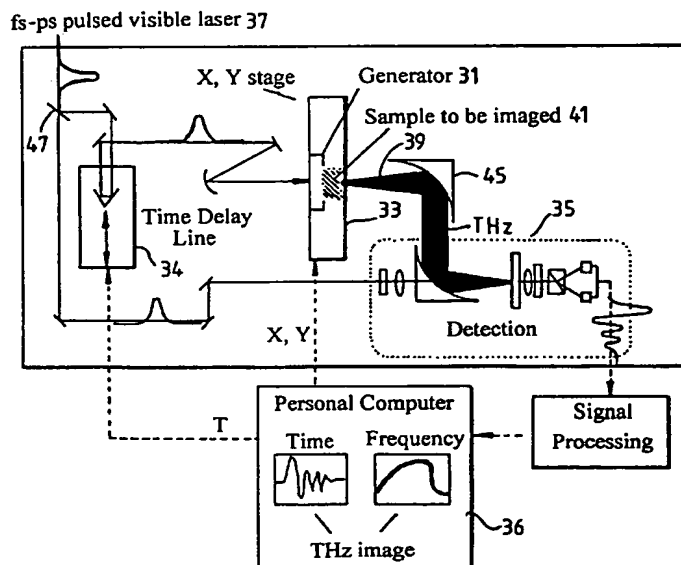 fs-ps pulsed visible laser 37
X, Y stage
Generator 31
Sample to be imaged 41
47
39
45
THz
35
33
Time Delay
Line
34
Detection
X, Y
T
Personal Computer
Time
Frequency
THz image
36
Signal
Processing